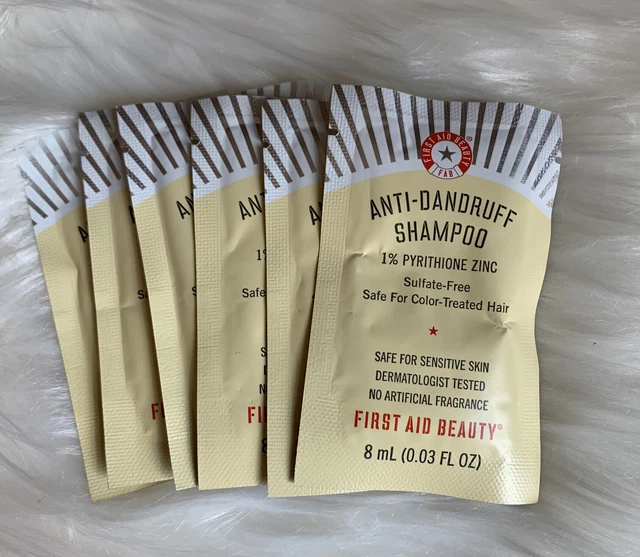 FIRST AID BEAUTY®
FAB
ANTI-DANDRUFF
SHAMPOO
1% PYRITHIONE ZINC
Sulfate-Free
Safe For Color-Treated Hair
SAFE FOR SENSITIVE SKIN
DERMATOLOGIST TESTED
NO ARTIFICIAL FRAGRANCE
FIRST AID BEAUTY®
8 mL (0.03 FL OZ)